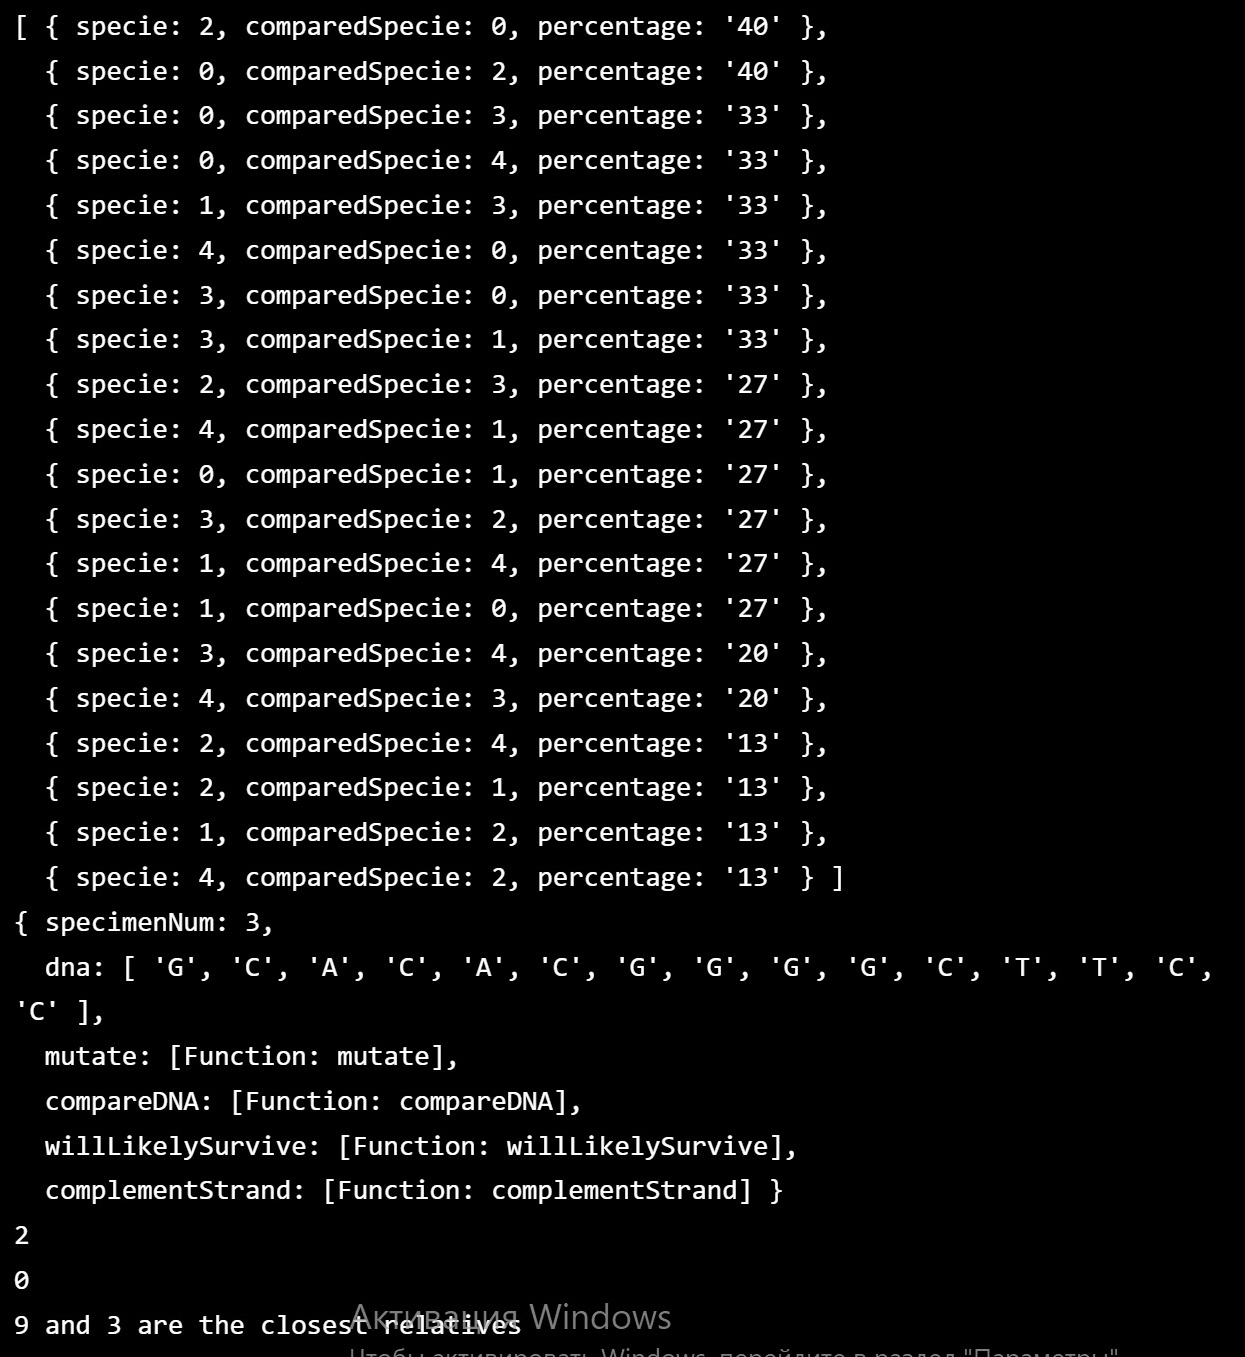 [ { specie: 2, comparedSpecie: 0, percentage: '40' },
  { specie: 0, comparedSpecie: 2, percentage: '40' },
  { specie: 0, comparedSpecie: 3, percentage: '33' },
  { specie: 0, comparedSpecie: 4, percentage: '33' },
  { specie: 1, comparedSpecie: 3, percentage: '33' },
  { specie: 4, comparedSpecie: 0, percentage: '33' },
  { specie: 3, comparedSpecie: 0, percentage: '33' },
  { specie: 3, comparedSpecie: 1, percentage: '33' },
  { specie: 2, comparedSpecie: 3, percentage: '27' },
  { specie: 4, comparedSpecie: 1, percentage: '27' },
  { specie: 0, comparedSpecie: 1, percentage: '27' },
  { specie: 3, comparedSpecie: 2, percentage: '27' },
  { specie: 1, comparedSpecie: 4, percentage: '27' },
  { specie: 1, comparedSpecie: 0, percentage: '27' },
  { specie: 3, comparedSpecie: 4, percentage: '20' },
  { specie: 4, comparedSpecie: 3, percentage: '20' },
  { specie: 2, comparedSpecie: 4, percentage: '13' },
  { specie: 2, comparedSpecie: 1, percentage: '13' },
  { specie: 1, comparedSpecie: 2, percentage: '13' },
  { specie: 4, comparedSpecie: 2, percentage: '13' } ]
{ specimenNum: 3,
  dna: [ 'G', 'C', 'A', 'C', 'A', 'C', 'G', 'G', 'G', 'G', 'C', 'T', 'T', 'C',
'C' ],
  mutate: [Function: mutate],
  compareDNA: [Function: compareDNA],
  willLikelySurvive: [Function: willLikelySurvive],
  complementStrand: [Function: complementStrand] }
2
0
9 and 3 are the closest relatives
Активация Windows
Чтобы активировать Windows, перейдите в раздел "Параметры".